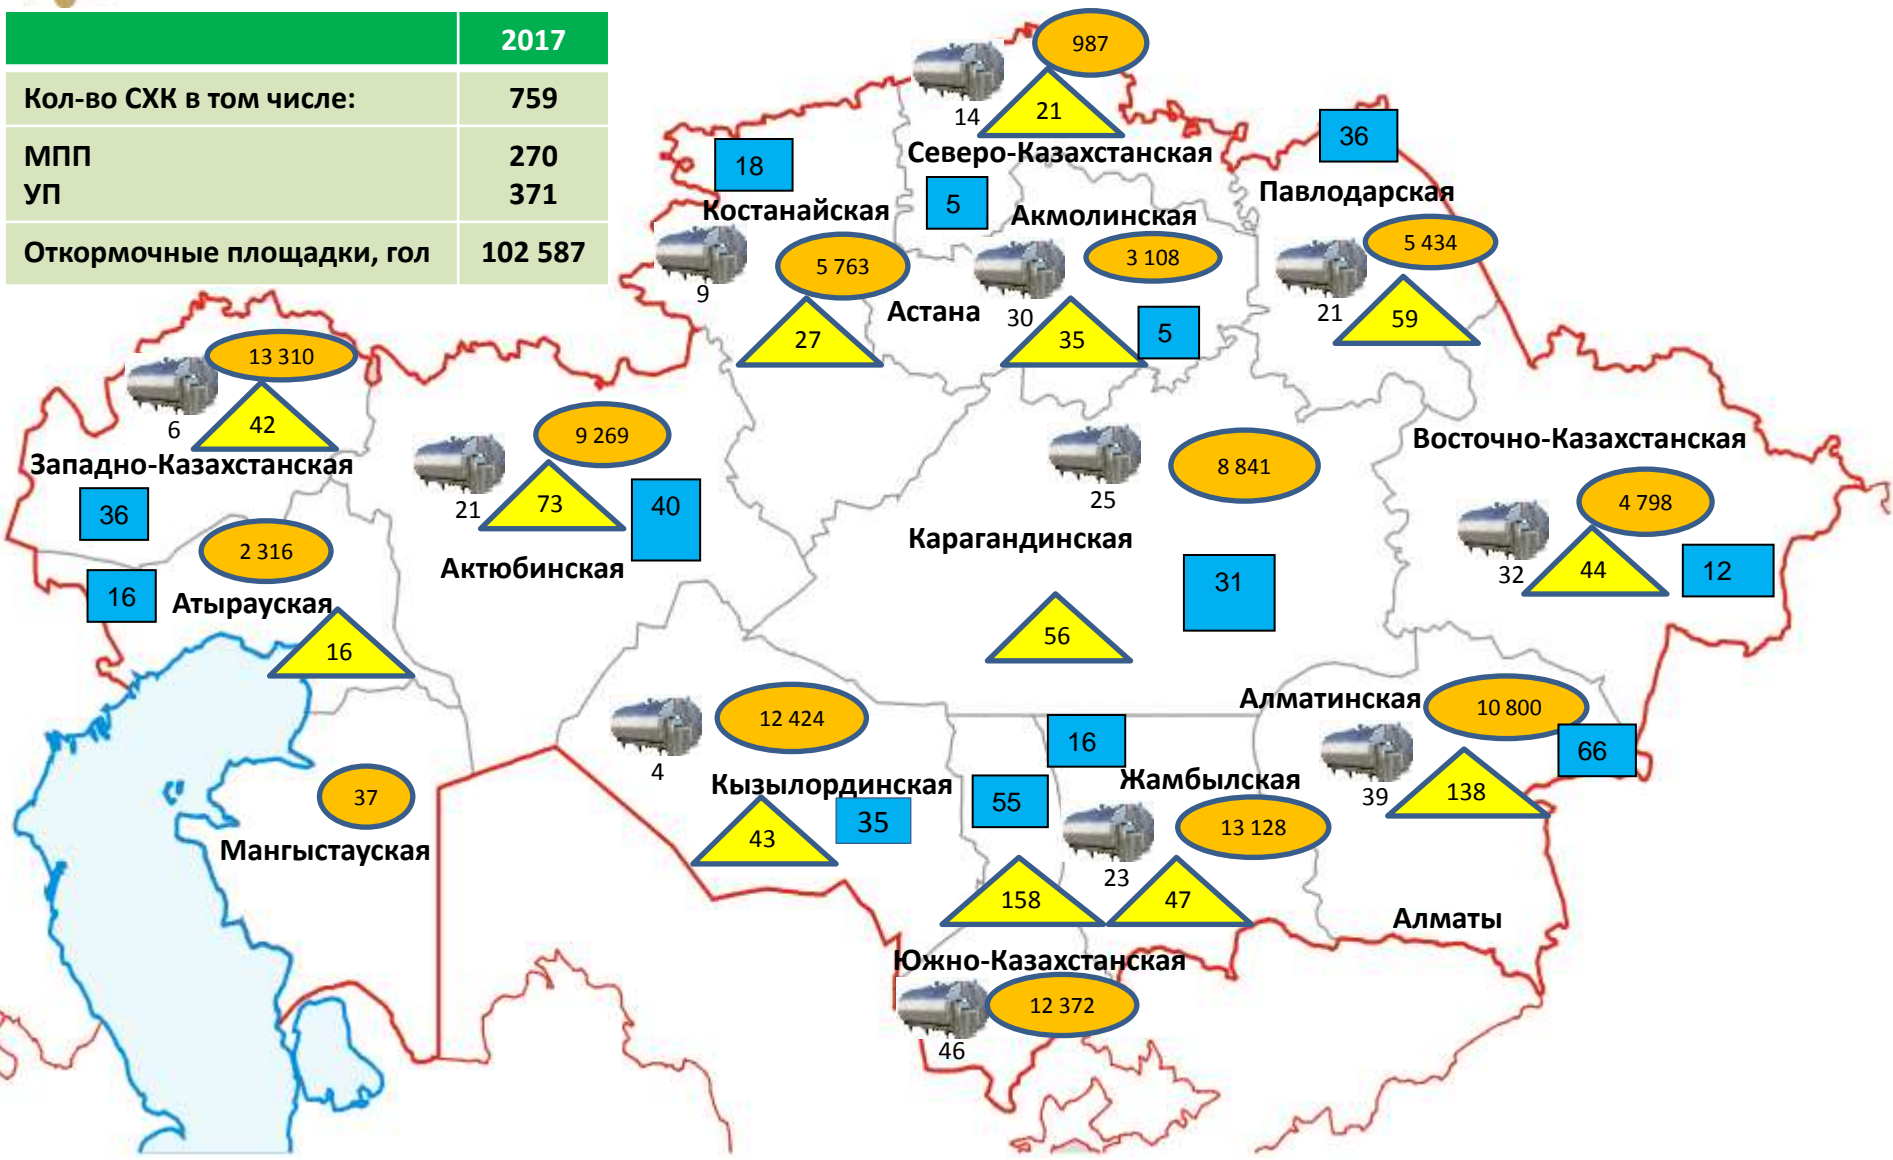 2017
Кол-во СХК в том числе: 759
МПП 270
УП 371
Откормочные площадки, гол 102 587
987
14
21
Северо-Казахстанская
5
18
Костанайская
5 763
9
27
Акмолинская
3 108
Астана
30
35
5
36
Павлодарская
5 434
21
59
13 310
6
42
Западно-Казахстанская
36
9 269
21
73
40
Актюбинская
2 316
16
Атырауская
16
25
8 841
Карагандинская
31
56
Восточно-Казахстанская
4 798
32
44
12
37
Мангыстауская
12 424
4
Кызылординская
43
35
16
Жамбылская
13 128
23
47
55
158
Южно-Казахстанская
12 372
46
Алматинская
10 800
66
39
138
Алматы